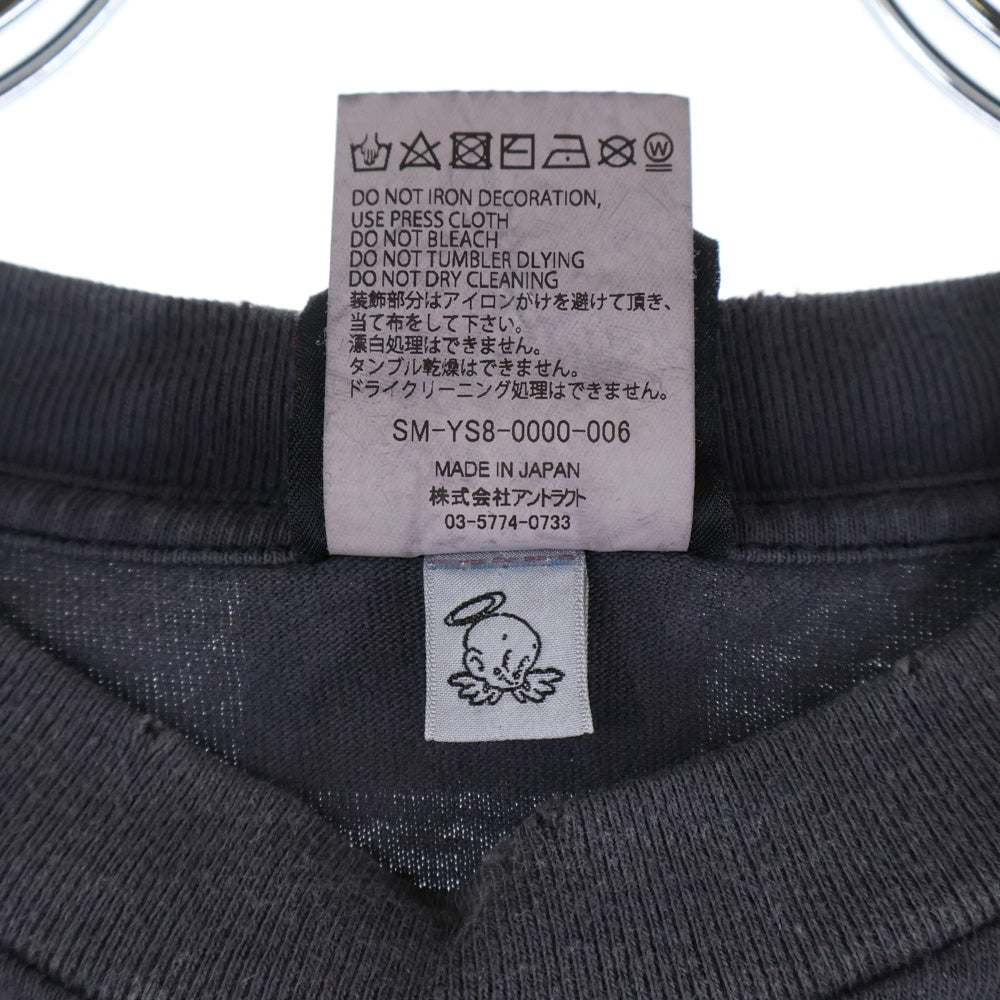 W
DO NOT IRON DECORATION,
USE PRESS CLOTH
DO NOT BLEACH
DO NOT TUMBLER DLYING
DO NOT DRY CLEANING
装飾部分はアイロンがけを避けて頂き、
当て布をして下さい。
漂白処理はできません。
タンブル乾燥はできません。
ドライクリーニング処理はできません。
SM-YS8-0000-006
MADE IN JAPAN
株式会社アントラクト
03-5774-0733